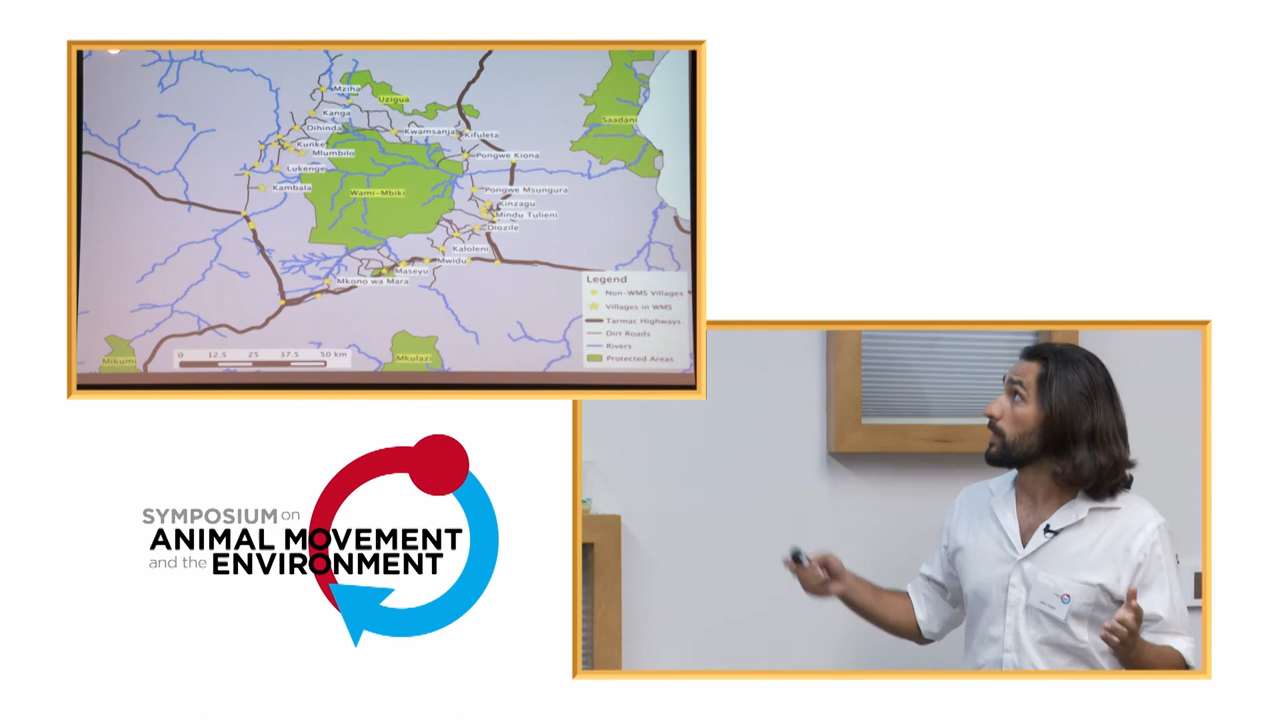 Mziha
Uzigua
Kanga
Dihinda
Kwamsanja
Kifuleta
Saadani
Kunke
Mlumbilo
Pongwe Kiona
Lukenge
Kambala
Wami-Mbiki
Pongwe Msungura
Kinzagu
Mindu Tulieni
Diozile
Kaloleni
Mwidu
Maseyu
Mkono wa Mara
Legend
Non-WMS Villages
Villages in WMS
Tarmac Highways
Dirt Roads
Rivers
Protected Areas
0 12.5 25 37.5 50 km
Mikumi
Mkulazi
SYMPOSIUM on
ANIMAL MOVEMENT
and the ENVIRONMENT